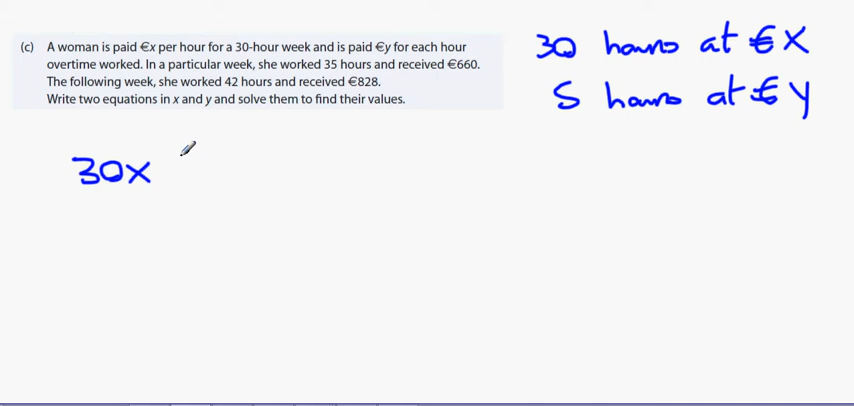 (c) A woman is paid €x per hour for a 30-hour week and is paid €y for each hour
overtime worked. In a particular week, she worked 35 hours and received €660.
The following week, she worked 42 hours and received €828.
Write two equations in x and y and solve them to find their values.
30 hours at €x
5 hours at €y
30x